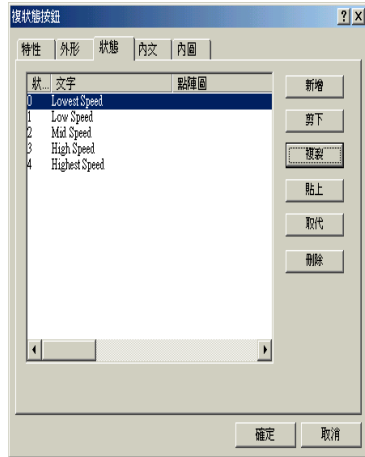 複狀態按鈕
特性 外形 狀態 內文 內圖
狀... 文字 點陣圖
0 Lowest Speed
1 Low Speed
2 Mid Speed
3 High Speed
4 Highest Speed
新增
剪下
複製
貼上
取代
刪除
確定 取消